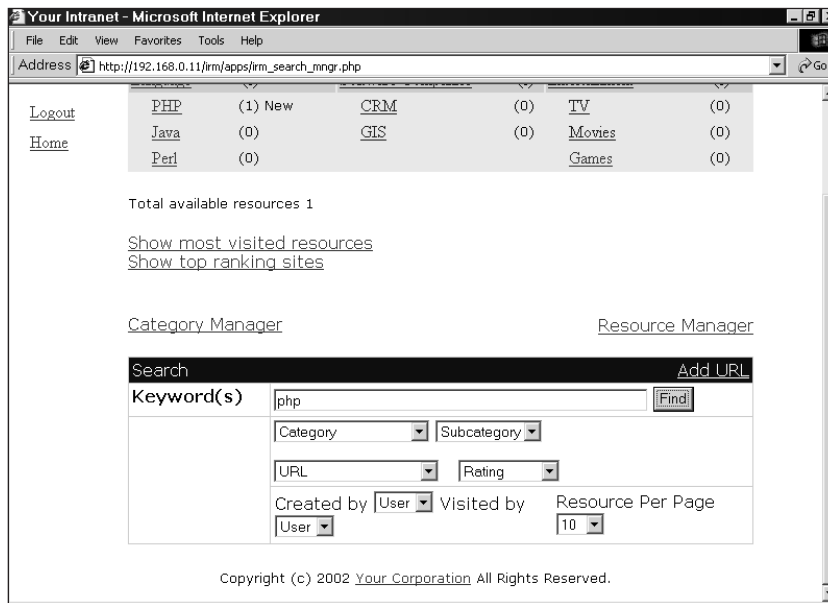 Your Intranet - Microsoft Internet Explorer
File Edit View Favorites Tools Help
Address http://192.168.0.11/irm/apps/irm_search_mngr.php Go
Logout
Home
PHP (1) New CRM (0) TV (0)
Java (0) GIS (0) Movies (0)
Perl (0) Games (0)
Total available resources 1
Show most visited resources
Show top ranking sites
Category Manager Resource Manager
Search Add URL
Keyword(s) php Find
Category Subcategory
URL Rating
Created by User Visited by Resource Per Page
User 10
Copyright (c) 2002 Your Corporation All Rights Reserved.